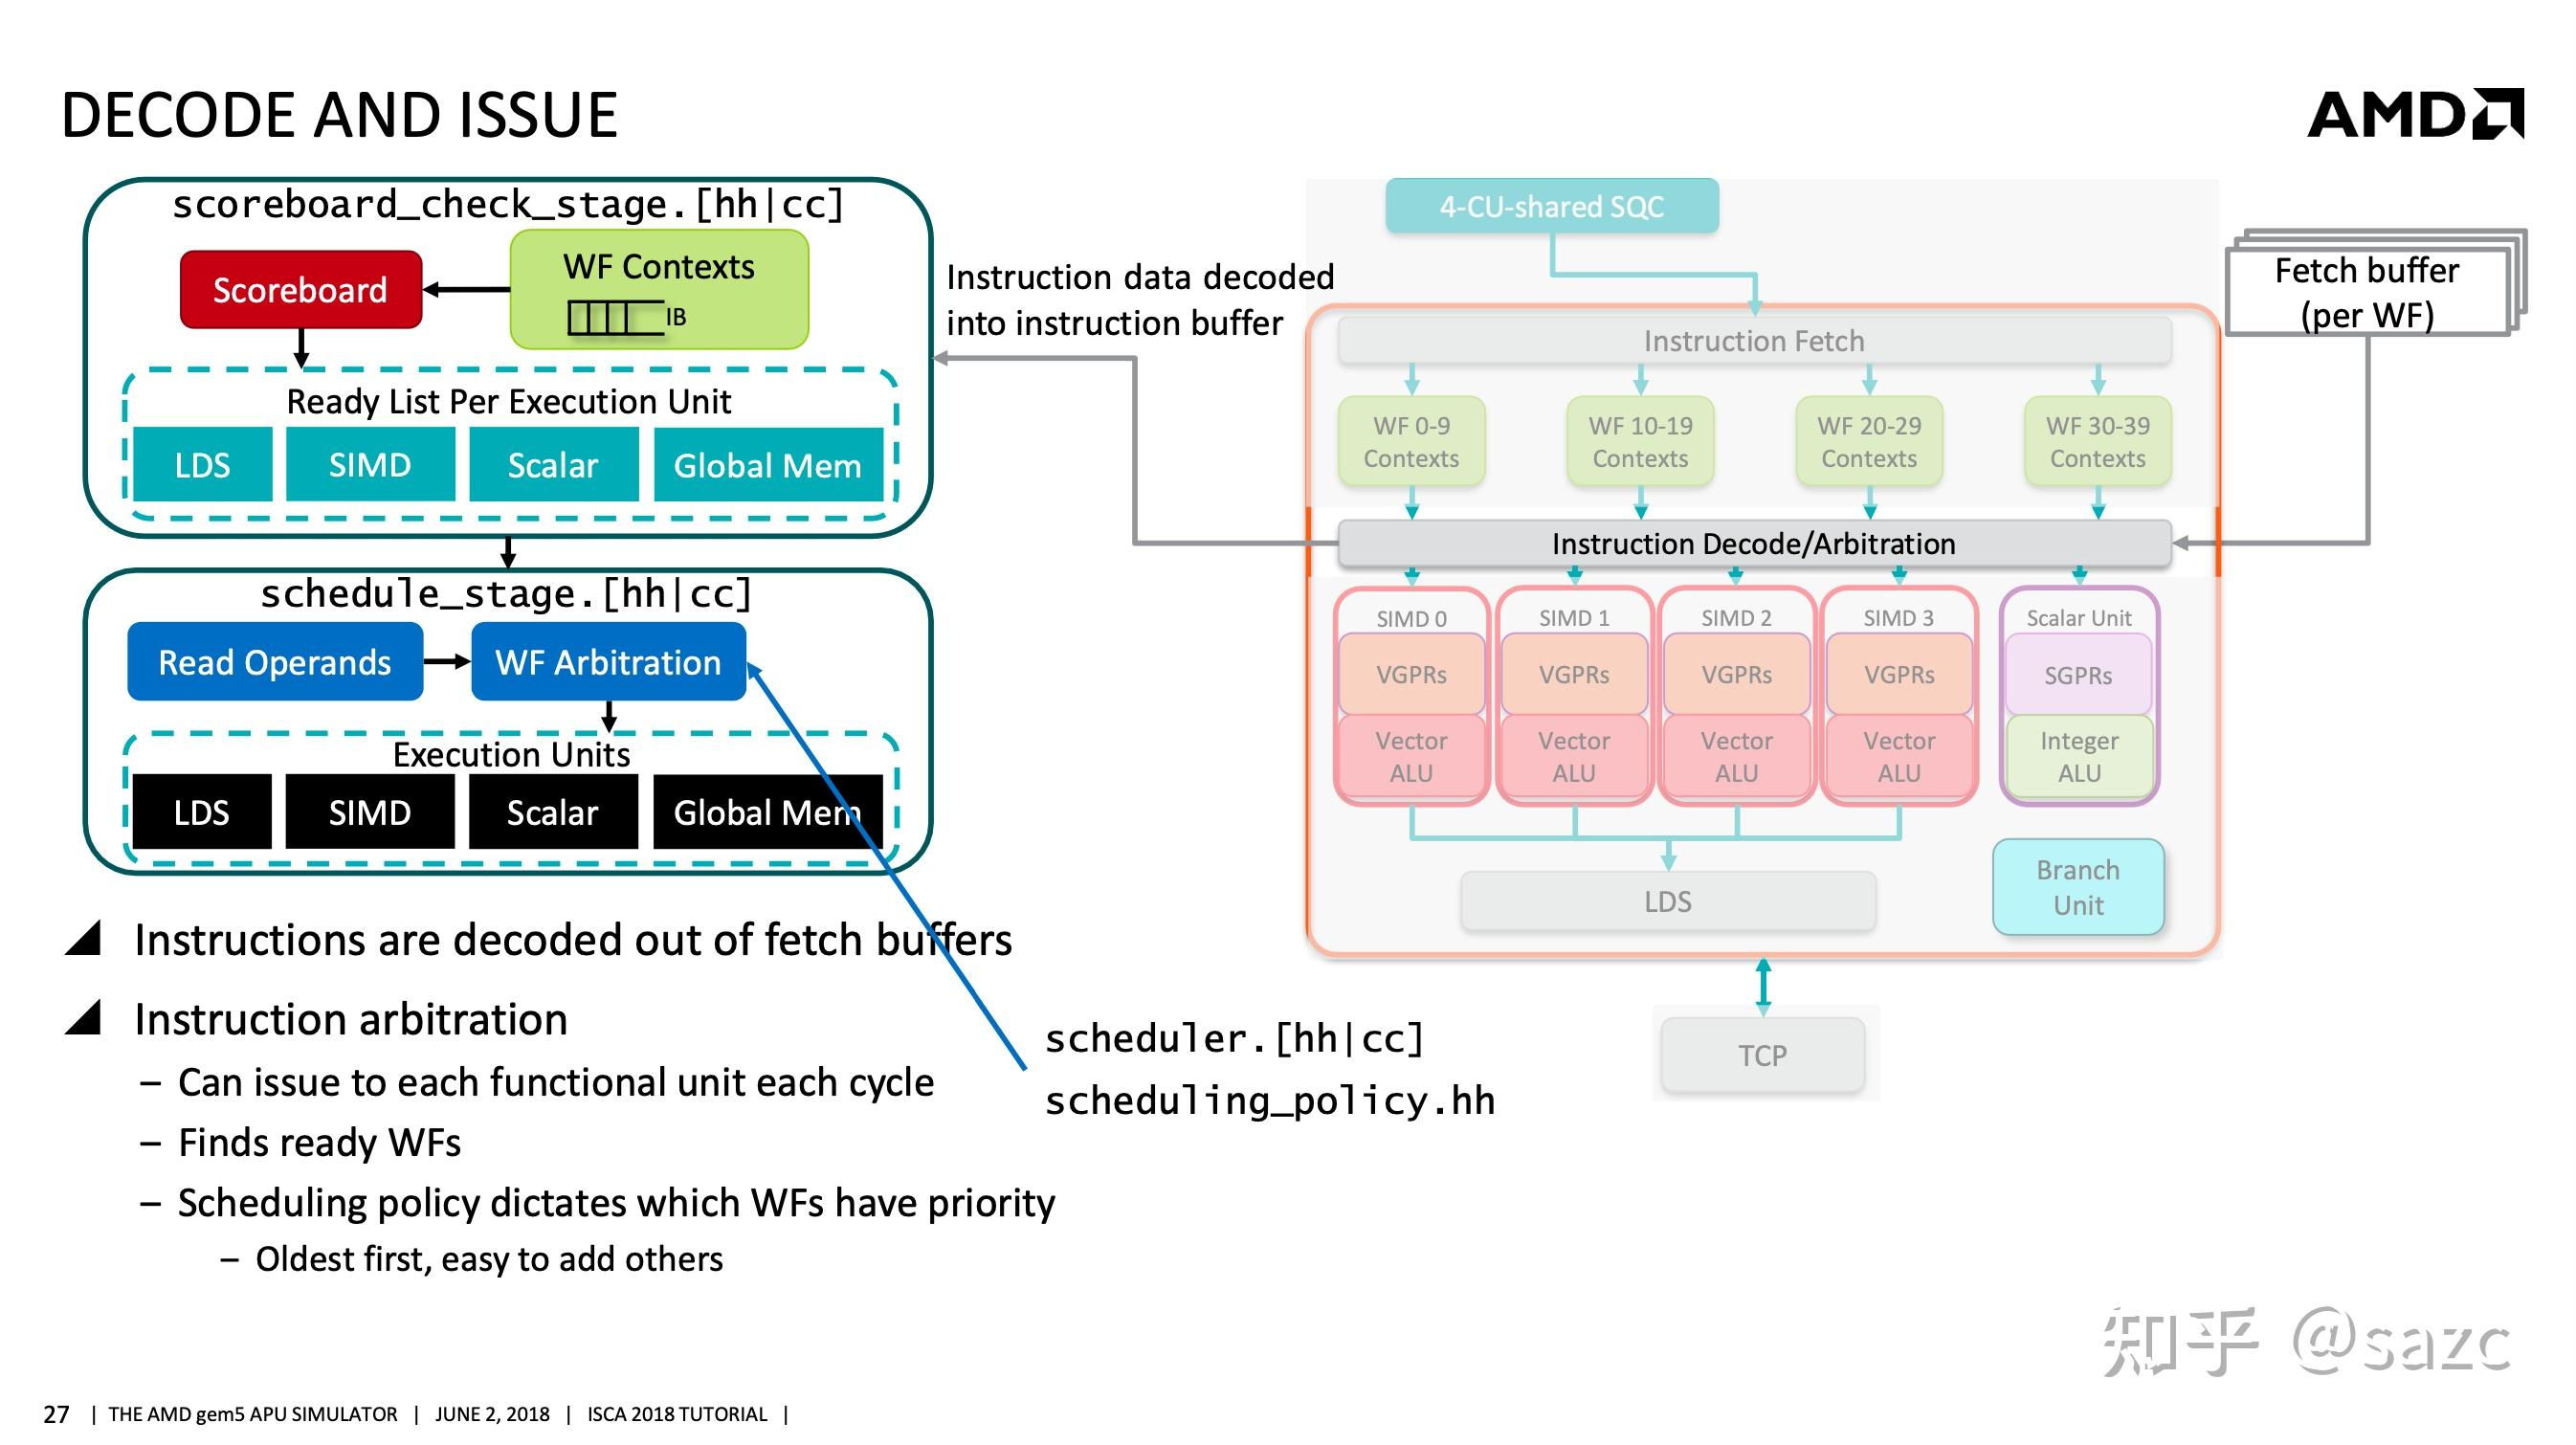 DECODE AND ISSUE
AMD
scoreboard_check_stage.[hh|cc]
Scoreboard
WF Contexts
IB
Ready List Per Execution Unit
LDS
SIMD
Scalar
Global Mem
schedule_stage.[hh|cc]
Read Operands
WF Arbitration
Execution Units
LDS
SIMD
Scalar
Global Mem
Instruction data decoded
into instruction buffer
4-CU-shared SQC
Fetch buffer
(per WF)
Instruction Fetch
WF 0-9
Contexts
WF 10-19
Contexts
WF 20-29
Contexts
WF 30-39
Contexts
Instruction Decode/Arbitration
SIMD 0
VGPRs
Vector
ALU
SIMD 1
VGPRs
Vector
ALU
SIMD 2
VGPRs
Vector
ALU
SIMD 3
VGPRs
Vector
ALU
Scalar Unit
SGPRs
Integer
ALU
LDS
Branch
Unit
TCP
Instructions are decoded out of fetch buffers
Instruction arbitration
– Can issue to each functional unit each cycle
– Finds ready WFs
– Scheduling policy dictates which WFs have priority
– Oldest first, easy to add others
scheduler.[hh|cc]
scheduling_policy.hh
知乎 @sazc
27 | THE AMD gem5 APU SIMULATOR | JUNE 2, 2018 | ISCA 2018 TUTORIAL |